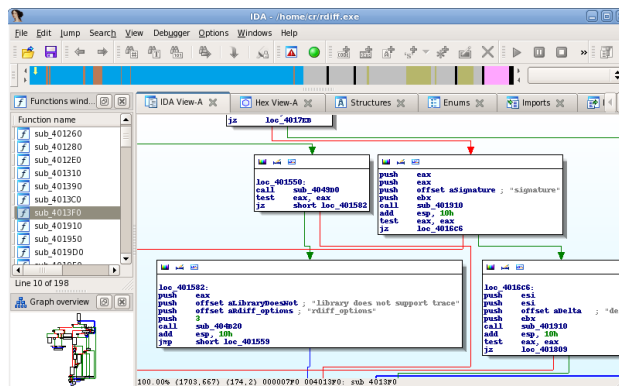 IDA - /home/cr/rdiff.exe
File Edit Jump Search View Debugger Options Windows Help
Functions wind...
IDA View-A
Hex View-A
Structures
Enums
Imports
Function name
sub_401260
sub_401280
sub_4012E0
sub_401310
sub_401390
sub_4013C0
sub_4013F0
sub_401910
sub_401950
sub_4019D0
Line 10 of 198
Graph overview
jz loc_4017EB
loc_401550:
call sub_4049D0
test eax, eax
jz short loc_401582
push eax
push eax
push offset aSignature ; "signature"
push ebx
call sub_401910
add esp, 10h
test eax, eax
jz loc_4016C6
loc_401582:
push eax
push offset aLibraryDoesNot ; "library does not support trace"
push offset aRdiff_options ; "rdiff_options"
push 3
call sub_404B20
add esp, 10h
jmp short loc_401559
loc_4016C6:
push esi
push esi
push offset aDelta ; "de
push ebx
call sub_401910
add esp, 10h
test eax, eax
jz loc_401809
100.00% (1703,667) (174,2) 000007F0 004013F0: sub_4013F0